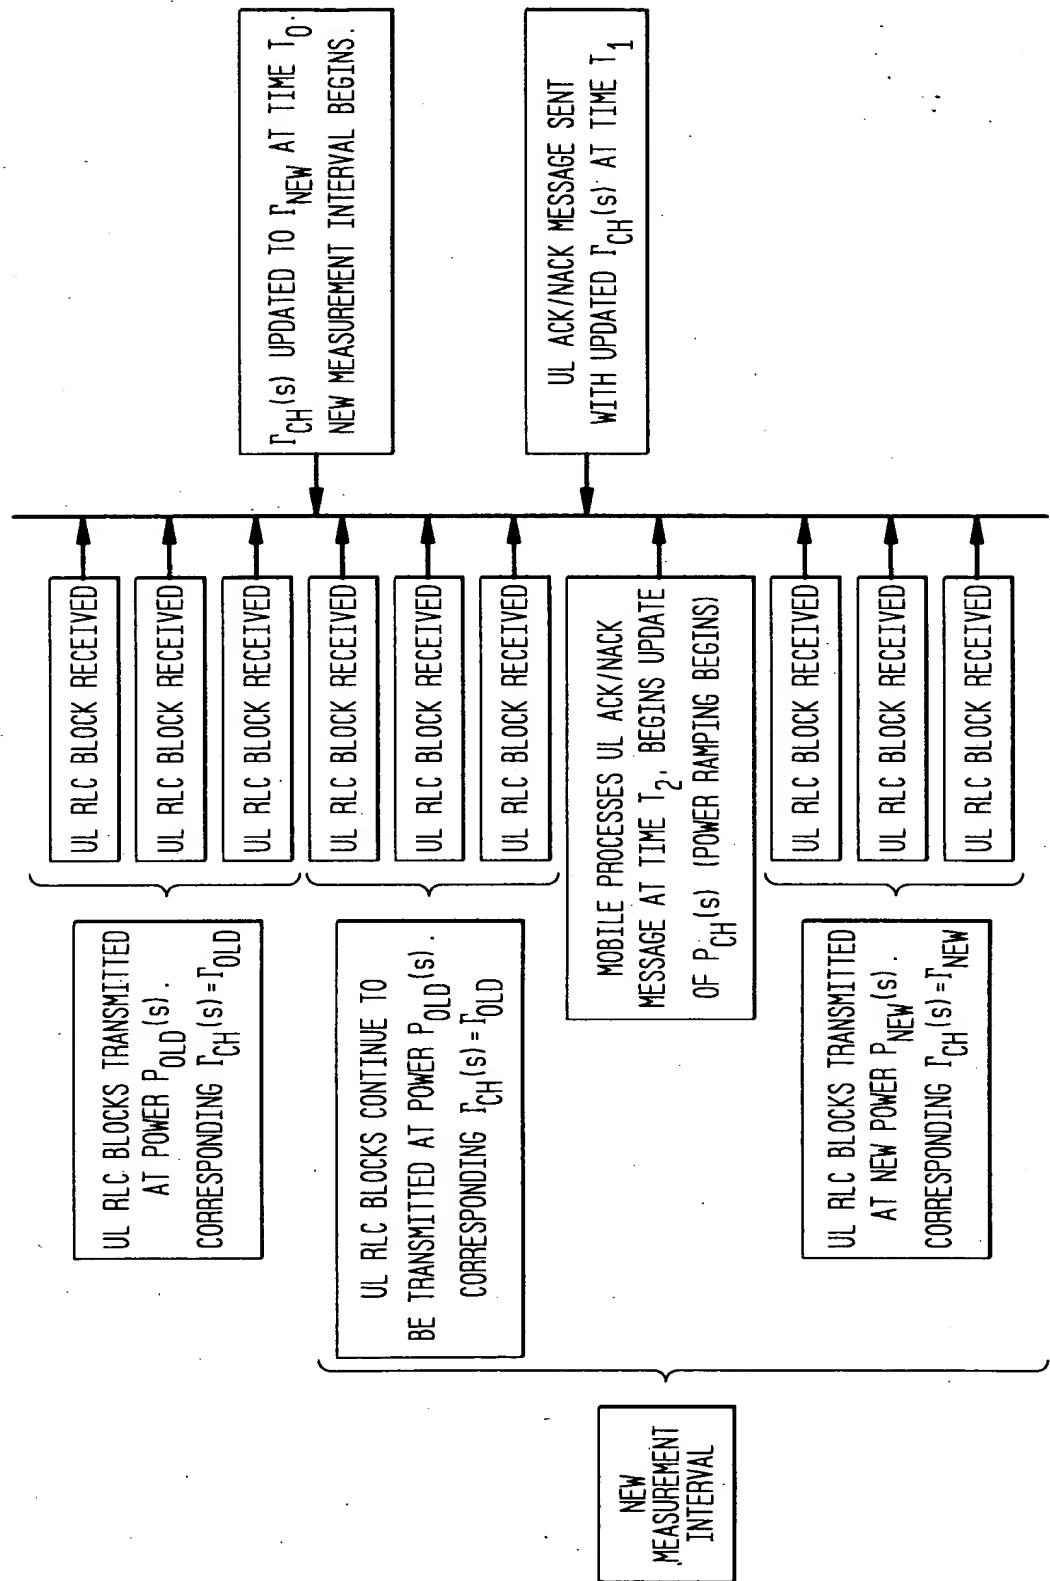 Γ_CH(s) UPDATED TO Γ_NEW AT TIME T_0.
NEW MEASUREMENT INTERVAL BEGINS.
UL ACK/NACK MESSAGE SENT
WITH UPDATED Γ_CH(s) AT TIME T_1
UL RLC BLOCK RECEIVED
UL RLC BLOCK RECEIVED
UL RLC BLOCK RECEIVED
UL RLC BLOCK RECEIVED
UL RLC BLOCK RECEIVED
UL RLC BLOCK RECEIVED
MOBILE PROCESSES UL ACK/NACK
MESSAGE AT TIME T_2, BEGINS UPDATE
OF P_CH(s) (POWER RAMPING BEGINS)
UL RLC BLOCK RECEIVED
UL RLC BLOCK RECEIVED
UL RLC BLOCK RECEIVED
UL RLC BLOCKS TRANSMITTED
AT POWER P_OLD(s).
CORRESPONDING Γ_CH(s)=Γ_OLD
UL RLC BLOCKS CONTINUE TO
BE TRANSMITTED AT POWER P_OLD(s).
CORRESPONDING Γ_CH(s)=Γ_OLD
UL RLC BLOCKS TRANSMITTED
AT NEW POWER P_NEW(s).
CORRESPONDING Γ_CH(s)=Γ_NEW
NEW
MEASUREMENT
INTERVAL